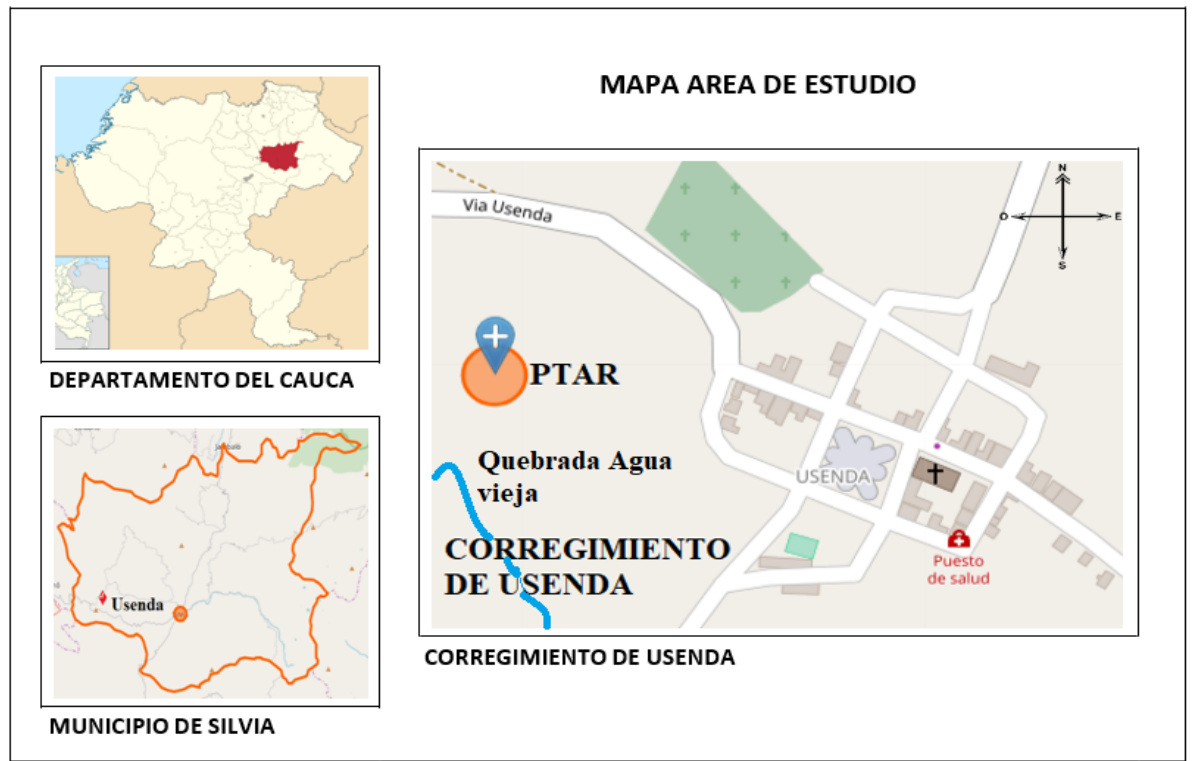 MAPA AREA DE ESTUDIO
DEPARTAMENTO DEL CAUCA
Usenda
MUNICIPIO DE SILVIA
Via Usenda
N
O
E
S
PTAR
Quebrada Agua
vieja
USENDA
CORREGIMIENTO
DE USENDA
Puesto
de salud
CORREGIMIENTO DE USENDA